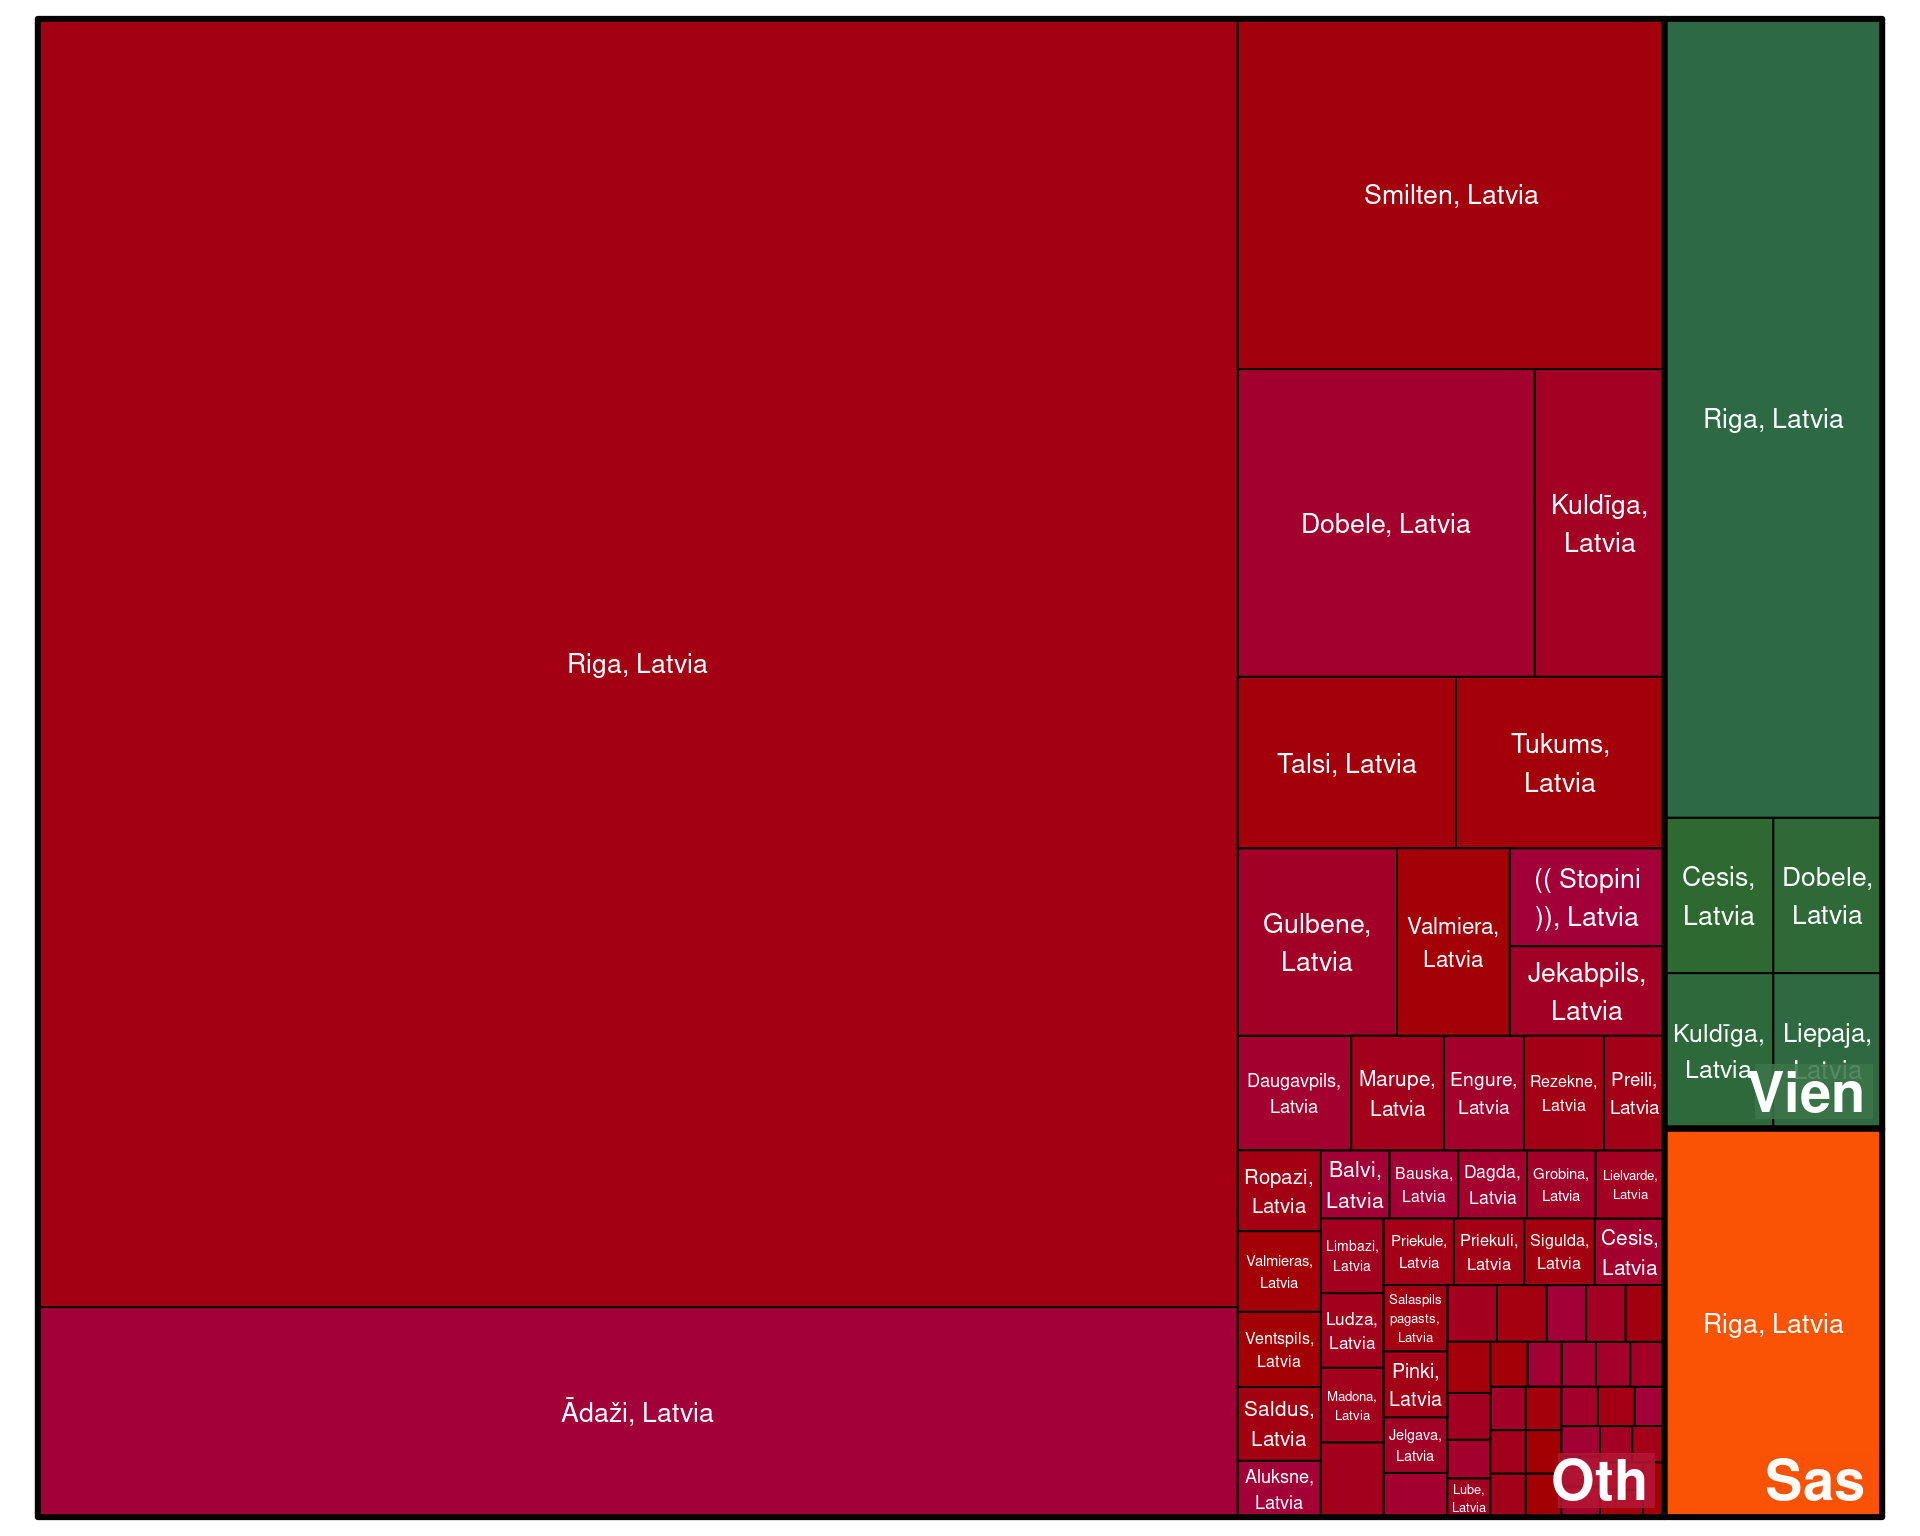 Riga, Latvia
Ādaži, Latvia
Smilten, Latvia
Dobele, Latvia
Kuldīga,
Latvia
Talsi, Latvia
Tukums,
Latvia
Gulbene,
Latvia
Valmiera,
Latvia
(( Stopini
)), Latvia
Jekabpils,
Latvia
Daugavpils,
Latvia
Marupe,
Latvia
Engure,
Latvia
Rezekne,
Latvia
Preili,
Latvia
Ropazi,
Latvia
Valmieras,
Latvia
Ventspils,
Latvia
Saldus,
Latvia
Aluksne,
Latvia
Balvi,
Latvia
Bauska,
Latvia
Dagda,
Latvia
Grobina,
Latvia
Lielvarde,
Latvia
Limbazi,
Latvia
Ludza,
Latvia
Madona,
Latvia
Priekule,
Latvia
Priekuli,
Latvia
Sigulda,
Latvia
Cesis,
Latvia
Salaspils
pagasts,
Latvia
Pinki,
Latvia
Jelgava,
Latvia
Lube,
Latvia
Oth
Riga, Latvia
Cesis,
Latvia
Dobele,
Latvia
Kuldīga,
Latvia
Liepaja,
Latvia
Vien
Riga, Latvia
Sas